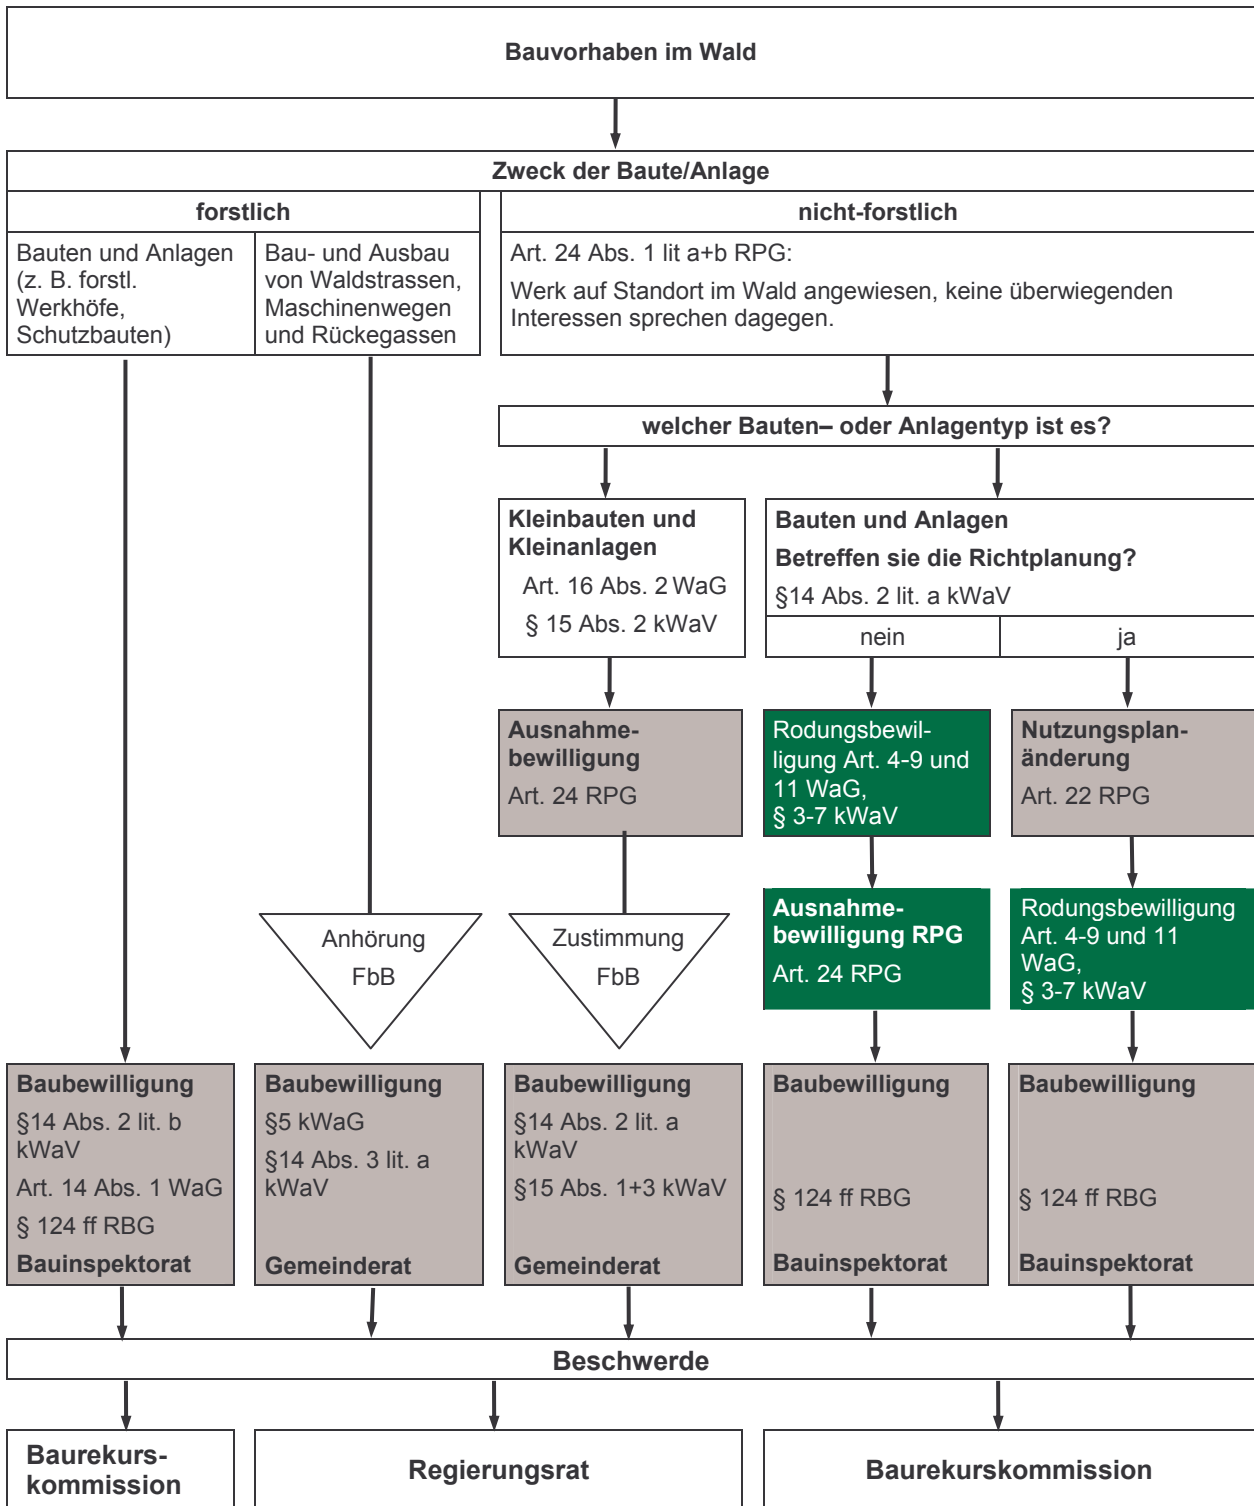 Bauvorhaben im Wald
Zweck der Baute/Anlage
forstlich
nicht-forstlich
Bauten und Anlagen
(z. B. forstl.
Werkhöfe,
Schutzbauten)
Bau- und Ausbau
von Waldstrassen,
Maschinenwegen
und Rückegassen
Art. 24 Abs. 1 lit a+b RPG:
Werk auf Standort im Wald angewiesen, keine überwiegenden
Interessen sprechen dagegen.
welcher Bauten– oder Anlagentyp ist es?
Kleinbauten und
Kleinanlagen
Art. 16 Abs. 2 WaG
§ 15 Abs. 2 kWaV
Bauten und Anlagen
Betreffen sie die Richtplanung?
§14 Abs. 2 lit. a kWaV
nein
ja
Ausnahme-
bewilligung
Art. 24 RPG
Rodungsbewil-
ligung Art. 4-9 und
11 WaG,
§ 3-7 kWaV
Nutzungsplan-
änderung
Art. 22 RPG
Anhörung
FbB
Zustimmung
FbB
Ausnahme-
bewilligung RPG
Art. 24 RPG
Rodungsbewilligung
Art. 4-9 und 11
WaG,
§ 3-7 kWaV
Baubewilligung
§14 Abs. 2 lit. b
kWaV
Art. 14 Abs. 1 WaG
§ 124 ff RBG
Bauinspektorat
Baubewilligung
§5 kWaG
§14 Abs. 3 lit. a
kWaV
Gemeinderat
Baubewilligung
§14 Abs. 2 lit. a
kWaV
§15 Abs. 1+3 kWaV
Gemeinderat
Baubewilligung
§ 124 ff RBG
Bauinspektorat
Baubewilligung
§ 124 ff RBG
Bauinspektorat
Beschwerde
Baurekurs-
kommission
Regierungsrat
Baurekurskommission